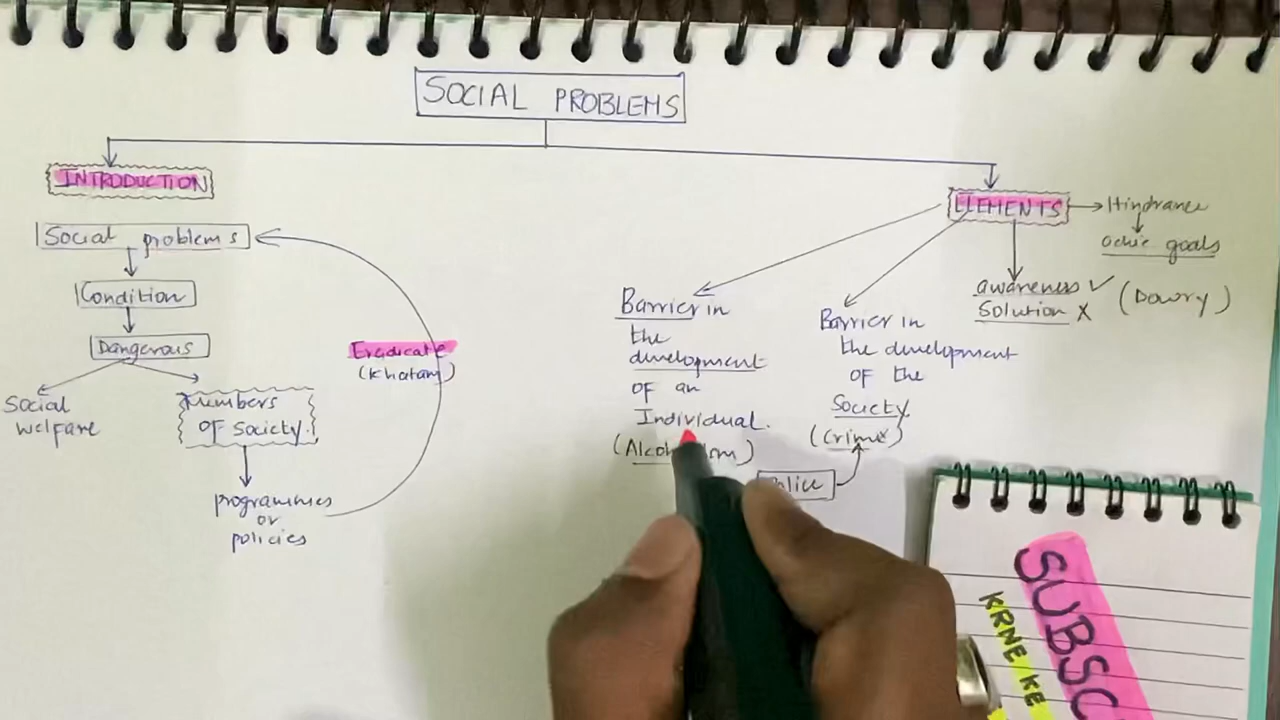 SOCIAL PROBLEMS
INTRODUCTION
Social problems
Condition
Dangerous
Social
welfare
Members
OF Society
programmes
or
policies
Eradicate
(Khatam)
ELEMENTS
Hindrance
goals
awareness ✓
Solution X
(Dowry)
Barrier in
the
development
OF an
Individual.
Barrier in
the development
OF the
Society.
(Crime)
SUBSC
KRNE KE